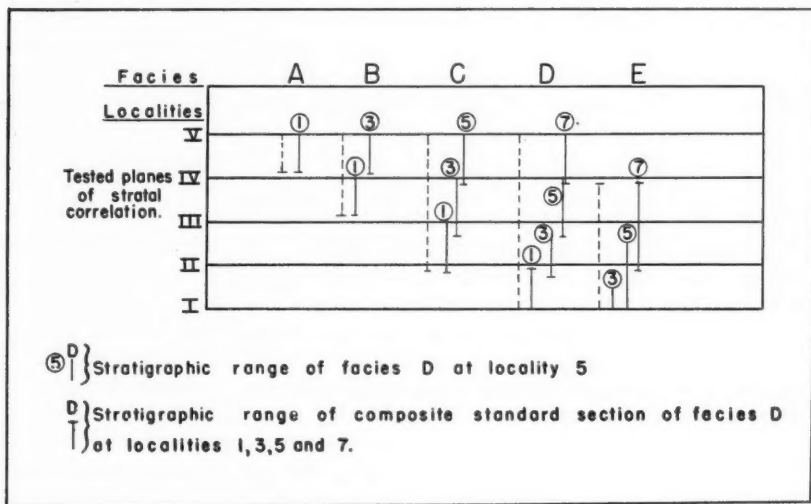 Facies A B C D E
Localities
① ③ ⑤ ⑦
V
Tested planes of stratal correlation.
IV ① ③ ⑦
⑤
III ①
③ ⑤
II ①
③
I
⑤ D } Stratigraphic range of facies D at locality 5
D } Stratigraphic range of composite standard section of facies D
at localities 1,3,5 and 7.